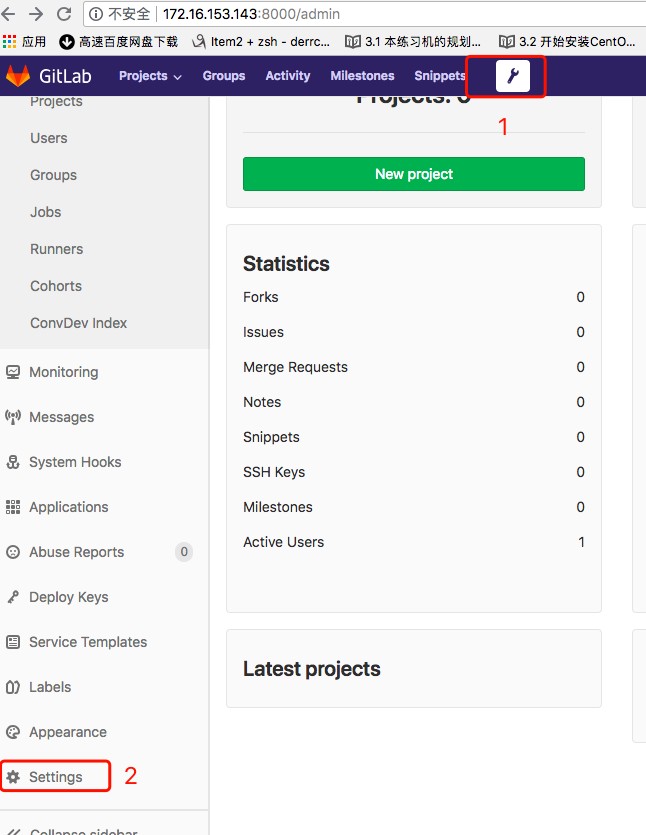 不安全 | 172.16.153.143:8000/admin
应用 高速百度网盘下载 Item2 + zsh - derrc... 3.1 本练习机的规划... 3.2 开始安装CentO...
GitLab Projects Groups Activity Milestones Snippets
1
Projects
Users
Groups
Jobs
Runners
Cohorts
ConvDev Index
Monitoring
Messages
System Hooks
Applications
Abuse Reports 0
Deploy Keys
Service Templates
Labels
Appearance
Settings 2
Collapse sidebar
Projects: 0
New project
Statistics
Forks 0
Issues 0
Merge Requests 0
Notes 0
Snippets 0
SSH Keys 0
Milestones 0
Active Users 1
Latest projects